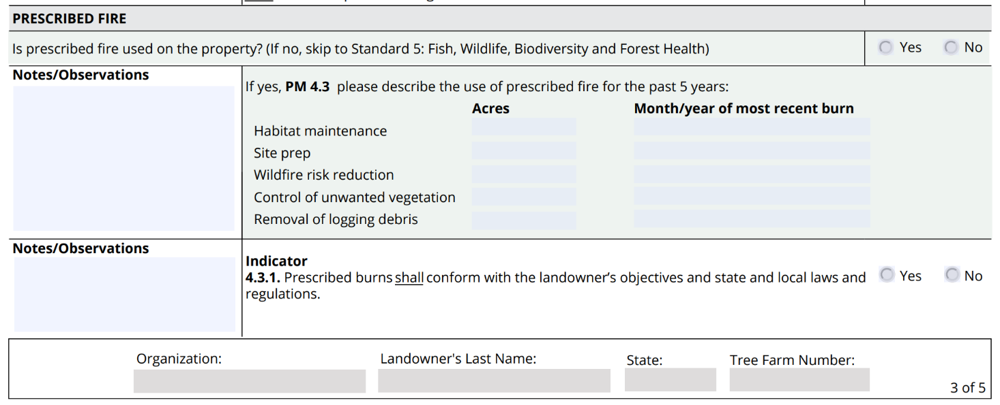 PRESCRIBED FIRE
Is prescribed fire used on the property? (If no, skip to Standard 5: Fish, Wildlife, Biodiversity and Forest Health)
Yes No
Notes/Observations
If yes, PM 4.3 please describe the use of prescribed fire for the past 5 years:
Acres Month/year of most recent burn
Habitat maintenance
Site prep
Wildfire risk reduction
Control of unwanted vegetation
Removal of logging debris
Notes/Observations
Indicator
4.3.1. Prescribed burns shall conform with the landowner’s objectives and state and local laws and
regulations.
Yes No
Organization: Landowner's Last Name: State: Tree Farm Number:
3 of 5